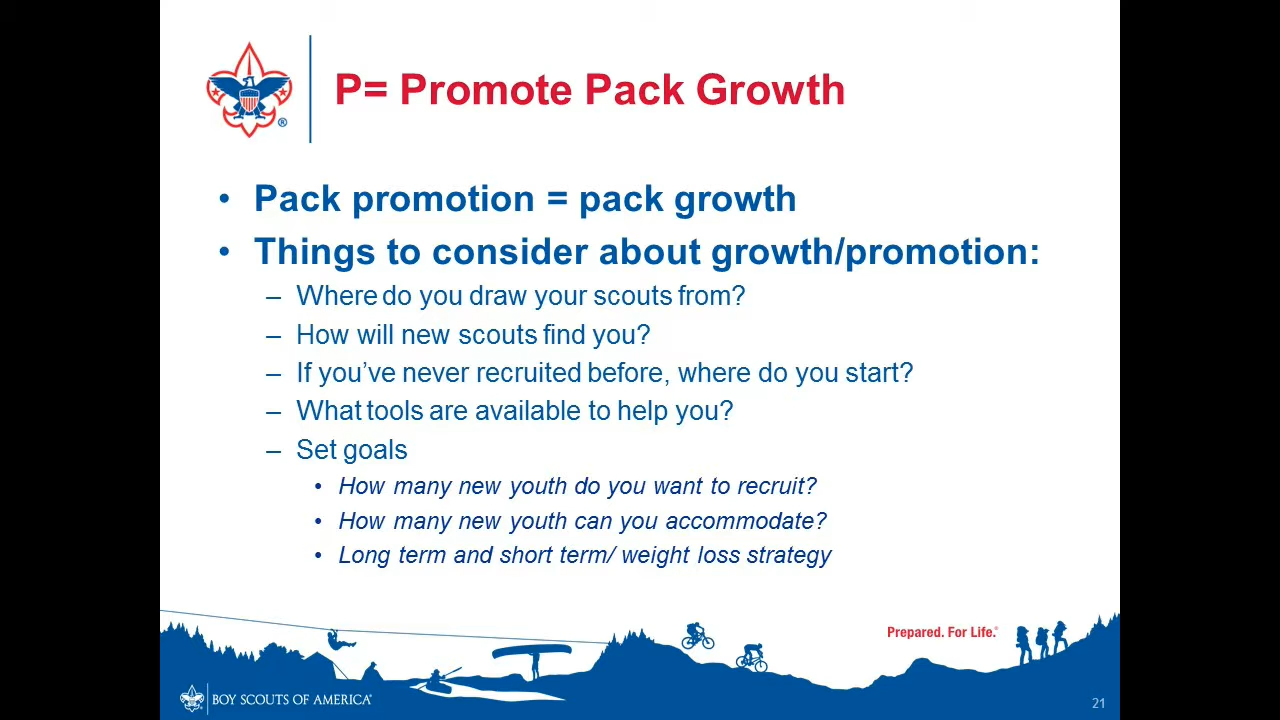 P= Promote Pack Growth
• Pack promotion = pack growth
• Things to consider about growth/promotion:
– Where do you draw your scouts from?
– How will new scouts find you?
– If you’ve never recruited before, where do you start?
– What tools are available to help you?
– Set goals
• How many new youth do you want to recruit?
• How many new youth can you accommodate?
• Long term and short term/ weight loss strategy
Prepared. For Life.®
BOY SCOUTS OF AMERICA®
21